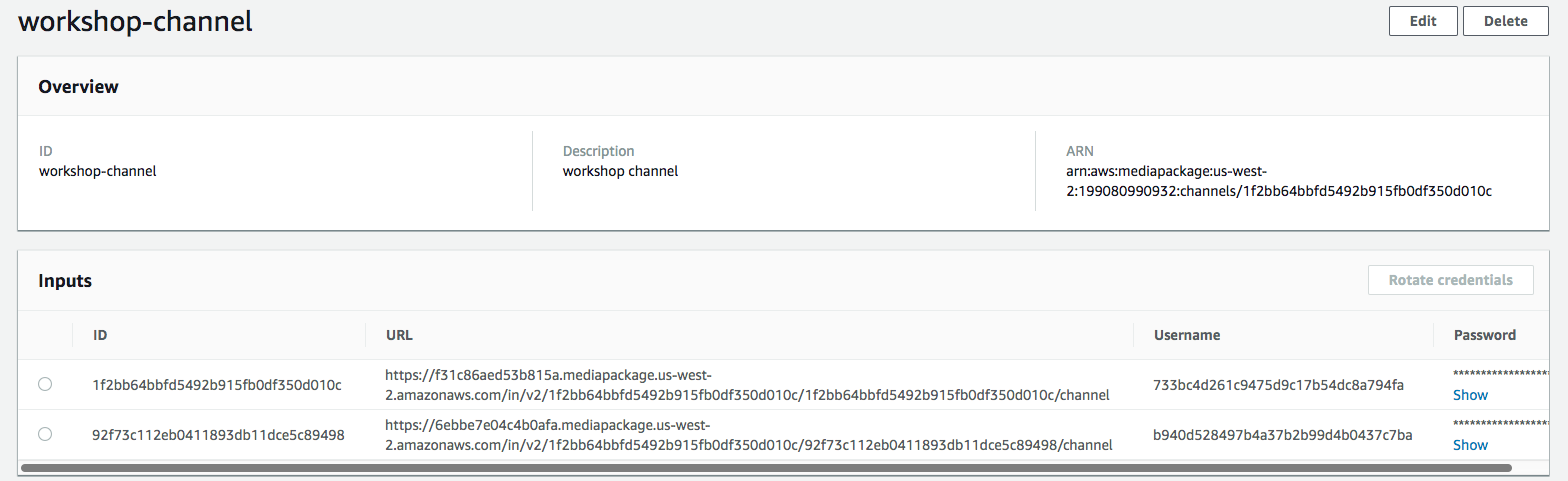 workshop-channel
Edit
Delete
Overview
ID
workshop-channel
Description
workshop channel
ARN
arn:aws:mediapackage:us-west-
2:199080990932:channels/1f2bb64bbfd5492b915fb0df350d010c
Inputs
Rotate credentials
ID
URL
Username
Password
1f2bb64bbfd5492b915fb0df350d010c
https://f31c86aed53b815a.mediapackage.us-west-
2.amazonaws.com/in/v2/1f2bb64bbfd5492b915fb0df350d010c/1f2bb64bbfd5492b915fb0df350d010c/channel
733bc4d261c9475d9c17b54dc8a794fa
******************
Show
92f73c112eb0411893db11dce5c89498
https://6ebbe7e04c4b0afa.mediapackage.us-west-
2.amazonaws.com/in/v2/1f2bb64bbfd5492b915fb0df350d010c/92f73c112eb0411893db11dce5c89498/channel
b940d528497b4a37b2b99d4b0437c7ba
******************
Show